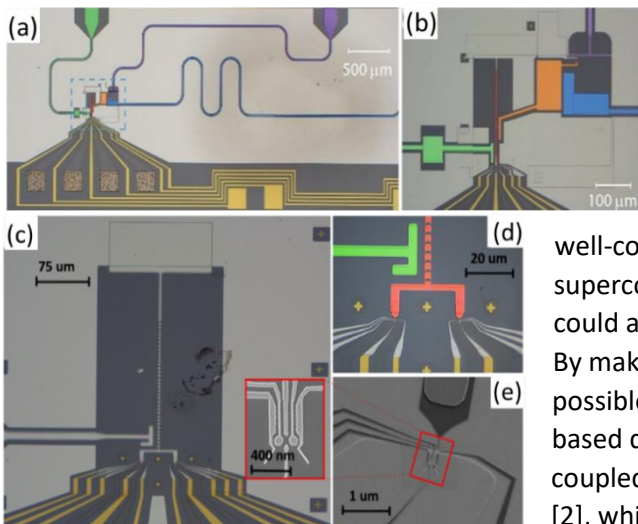 (a)
500 μm
(b)
100 μm
(c)
75 um
400 nm
(d)
20 um
(e)
1 um
well-co
superco
could a
By mak
possible
based
coupled
[2], whi